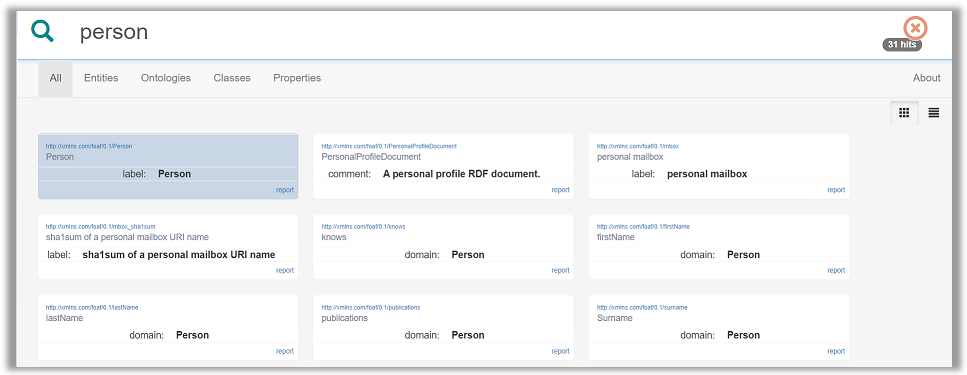 person
31 hits
All Entities Ontologies Classes Properties About
http://xmlns.com/foaf/0.1/Person
Person
label: Person
report
http://xmlns.com/foaf/0.1/PersonalProfileDocument
PersonalProfileDocument
comment: A personal profile RDF document.
report
http://xmlns.com/foaf/0.1/mbox
personal mailbox
label: personal mailbox
report
http://xmlns.com/foaf/0.1/mbox_sha1sum
sha1sum of a personal mailbox URI name
label: sha1sum of a personal mailbox URI name
report
http://xmlns.com/foaf/0.1/knows
knows
domain: Person
report
http://xmlns.com/foaf/0.1/firstName
firstName
domain: Person
report
http://xmlns.com/foaf/0.1/lastName
lastName
domain: Person
report
http://xmlns.com/foaf/0.1/publications
publications
domain: Person
report
http://xmlns.com/foaf/0.1/surname
Surname
domain: Person
report